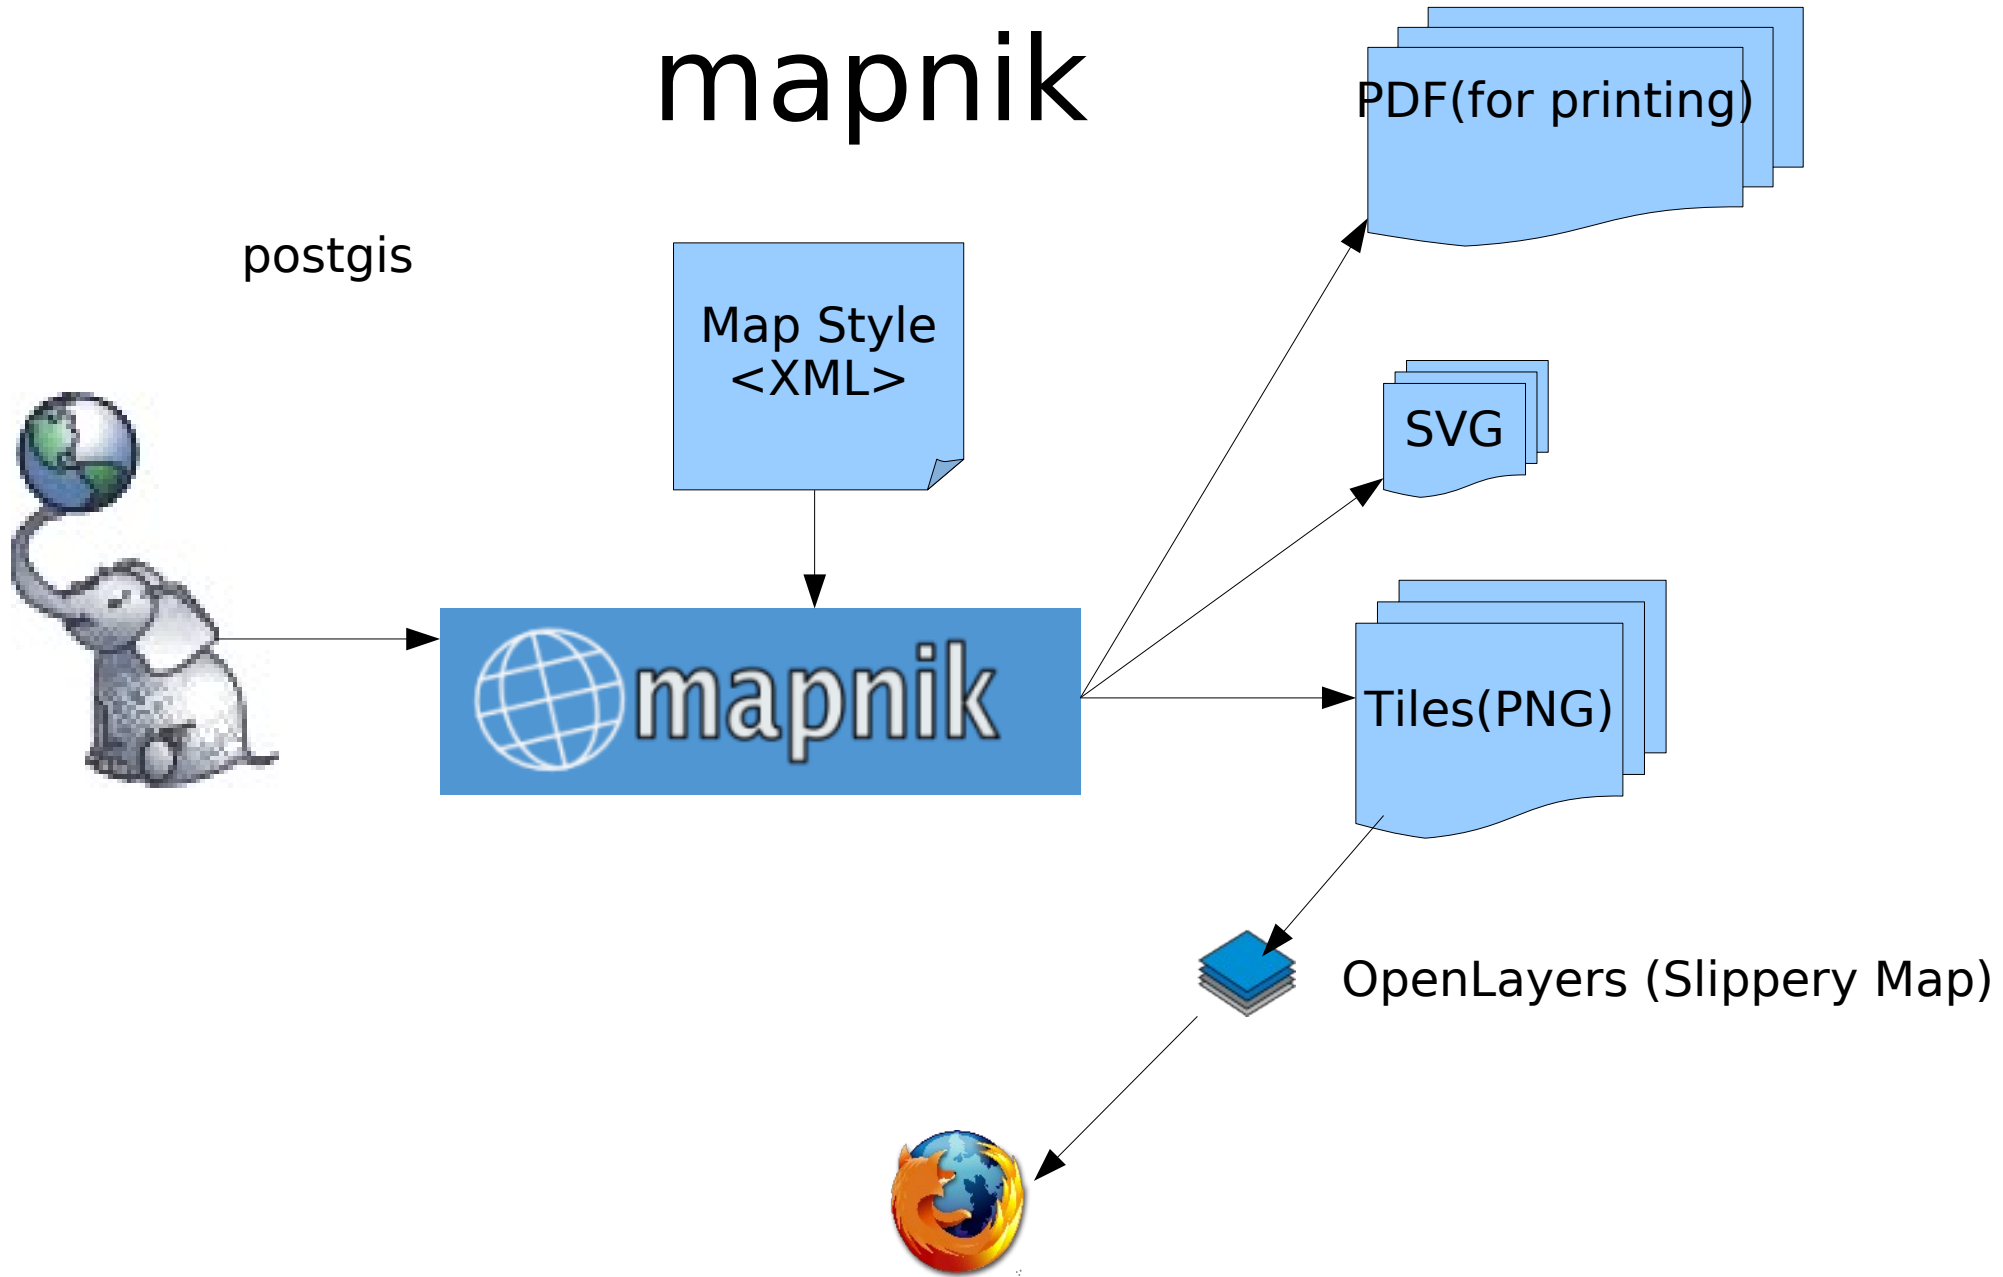 mapnik
PDF(for printing)
postgis
Map Style
<XML>
SVG
mapnik
Tiles(PNG)
OpenLayers (Slippery Map)